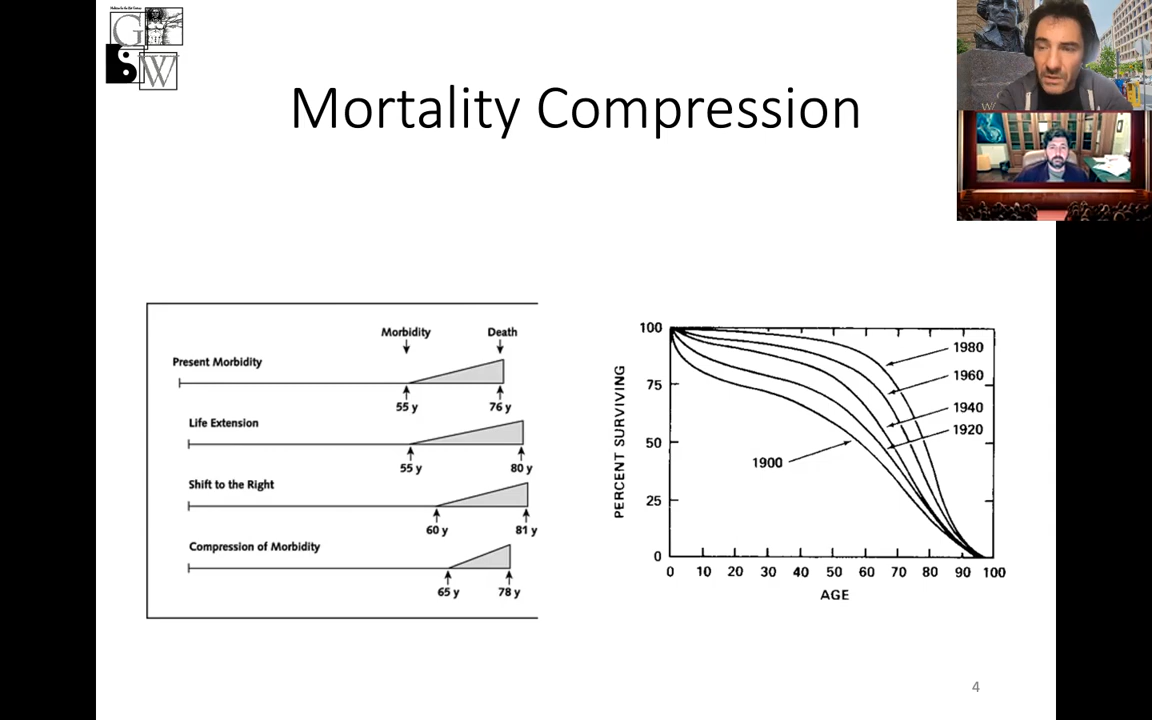 G
W
Mortality Compression
Morbidity Death
Present Morbidity
55 y 76 y
Life Extension
55 y 80 y
Shift to the Right
60 y 81 y
Compression of Morbidity
65 y 78 y
PERCENT SURVIVING
100
75
50
25
0
1980
1960
1940
1920
1900
0 10 20 30 40 50 60 70 80 90 100
AGE
4